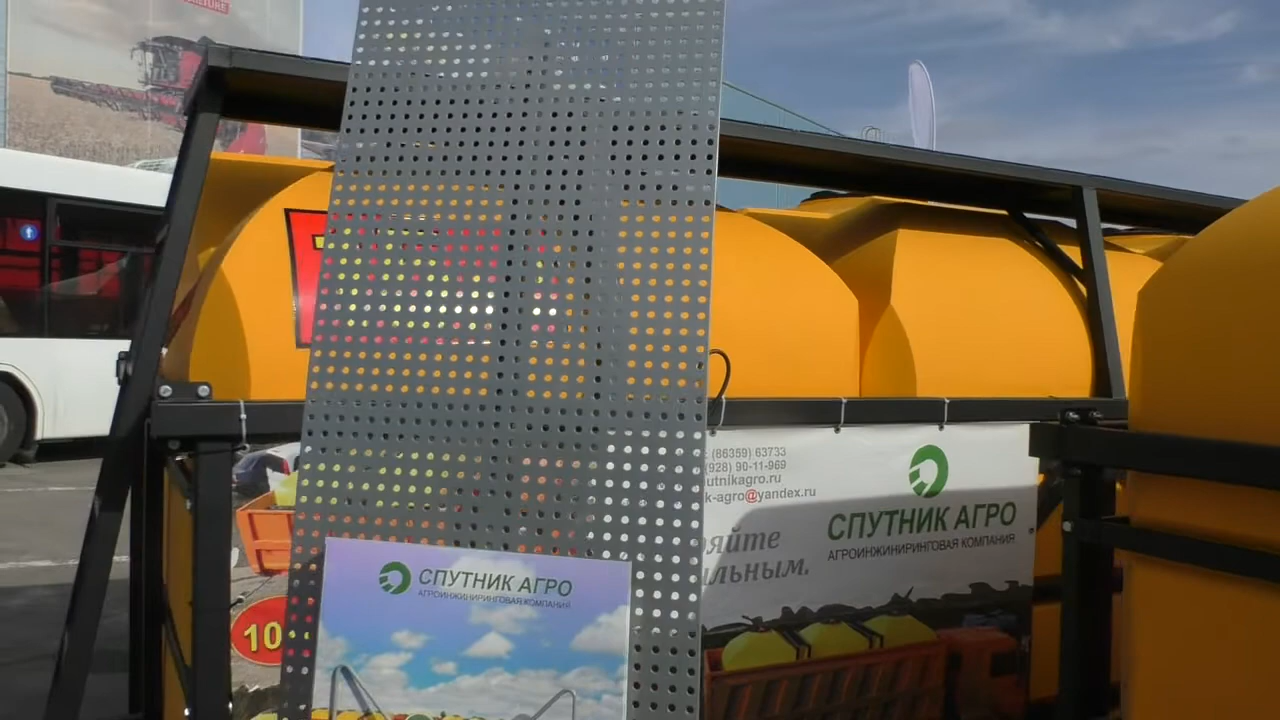 (86359) 63733
(928) 90-11-969
utnikagro.ru
k-agro@yandex.ru
СПУТНИК АГРО
АГРОИНЖИНИРИНГОВАЯ КОМПАНИЯ
яйте
льным.
СПУТНИК АГРО
АГРОИНЖИНИРИНГОВАЯ КОМПАНИЯ
10